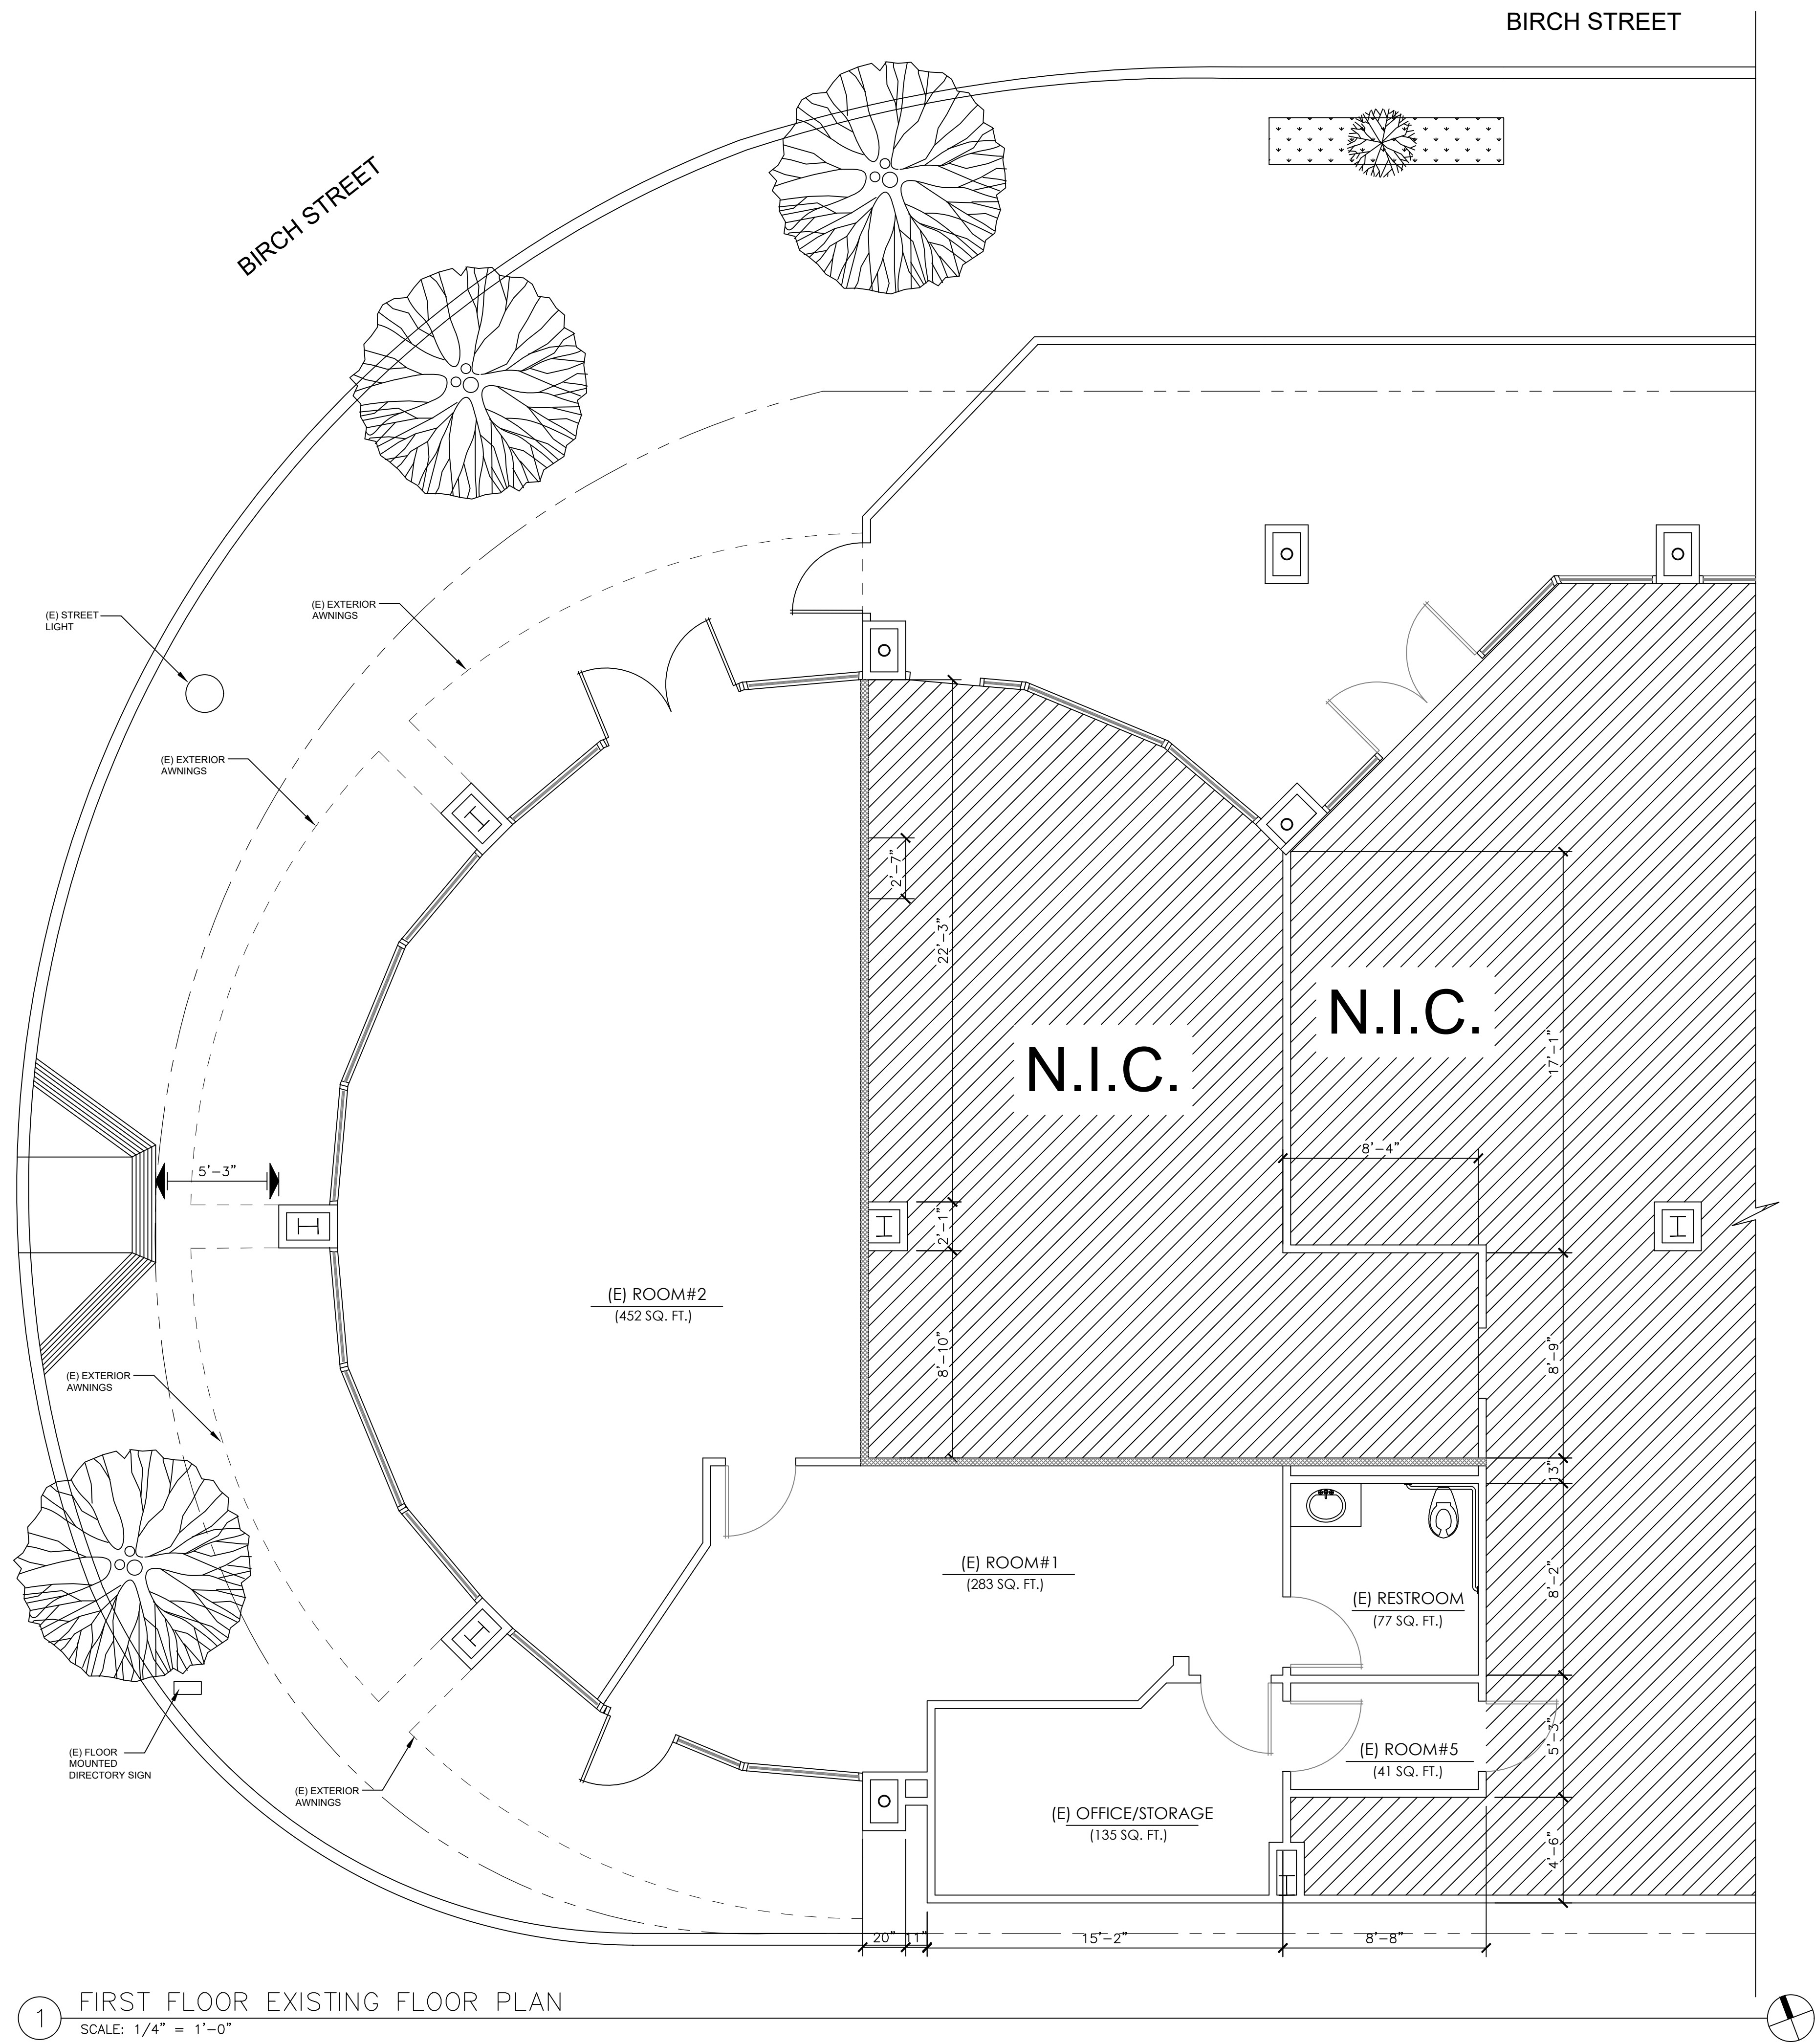 BIRCH STREET
BIRCH STREET
(E) STREET
LIGHT
(E) EXTERIOR
AWNINGS
(E) EXTERIOR
AWNINGS
2'-7"
22'-3"
N.I.C.
N.I.C.
17'-1"
8'-4"
5'-3"
2'-1"
(E) ROOM#2
(452 SQ. FT.)
8'-10"
8'-9"
(E) EXTERIOR
AWNINGS
13"
(E) ROOM#1
(283 SQ. FT.)
8'-2"
(E) RESTROOM
(77 SQ. FT.)
(E) FLOOR
MOUNTED
DIRECTORY SIGN
5'-3"
(E) ROOM#5
(41 SQ. FT.)
(E) EXTERIOR
AWNINGS
(E) OFFICE/STORAGE
(135 SQ. FT.)
4'-6"
20"
11"
15'-2"
8'-8"
1
FIRST FLOOR EXISTING FLOOR PLAN
SCALE: 1/4" = 1'-0"